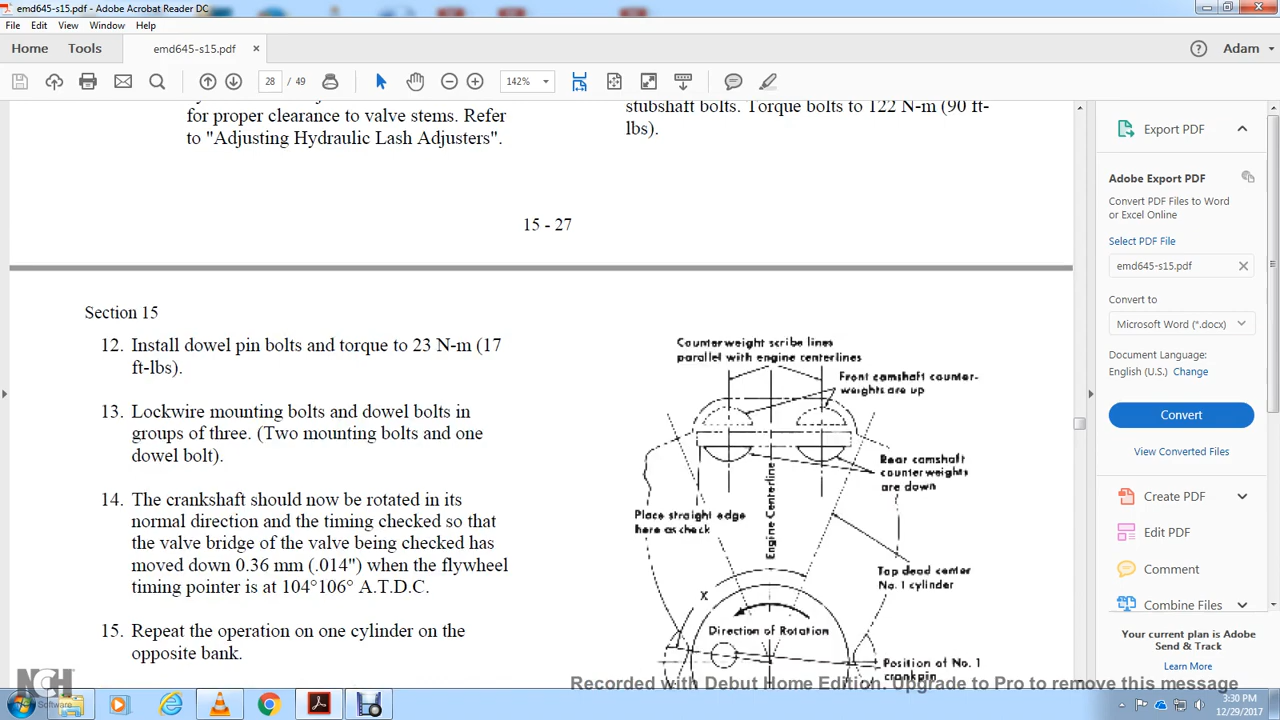 emd645-s15.pdf - Adobe Acrobat Reader DC
File Edit View Window Help
Home Tools emd645-s15.pdf × Adam
28 / 49 142%
for proper clearance to valve stems. Refer
to "Adjusting Hydraulic Lash Adjusters".
stubshaft bolts. Torque bolts to 122 N-m (90 ft-
lbs).
15 - 27
Section 15
12. Install dowel pin bolts and torque to 23 N-m (17
ft-lbs).
13. Lockwire mounting bolts and dowel bolts in
groups of three. (Two mounting bolts and one
dowel bolt).
14. The crankshaft should now be rotated in its
normal direction and the timing checked so that
the valve bridge of the valve being checked has
moved down 0.36 mm (.014") when the flywheel
timing pointer is at 104°106° A.T.D.C.
15. Repeat the operation on one cylinder on the
opposite bank.
Counterweight scribe lines
parallel with engine centerlines
Front camshaft counter-
weights are up
Rear camshaft
counterweights
are down
Place straight edge
here as check
Engine Centerline
Top dead center
No. 1 cylinder
X
Direction of Rotation
Position of No. 1
crankpin
Export PDF
Adobe Export PDF
Convert PDF Files to Word
or Excel Online
Select PDF File
emd645-s15.pdf
Convert to
Microsoft Word (*.docx)
Document Language:
English (U.S.) Change
Convert
View Converted Files
Create PDF
Edit PDF
Comment
Combine Files
Your current plan is Adobe
Send & Track
Learn More
NCH
Software
Recorded with Debut Home Edition. Upgrade to Pro to remove this message
3:30 PM
12/29/2017